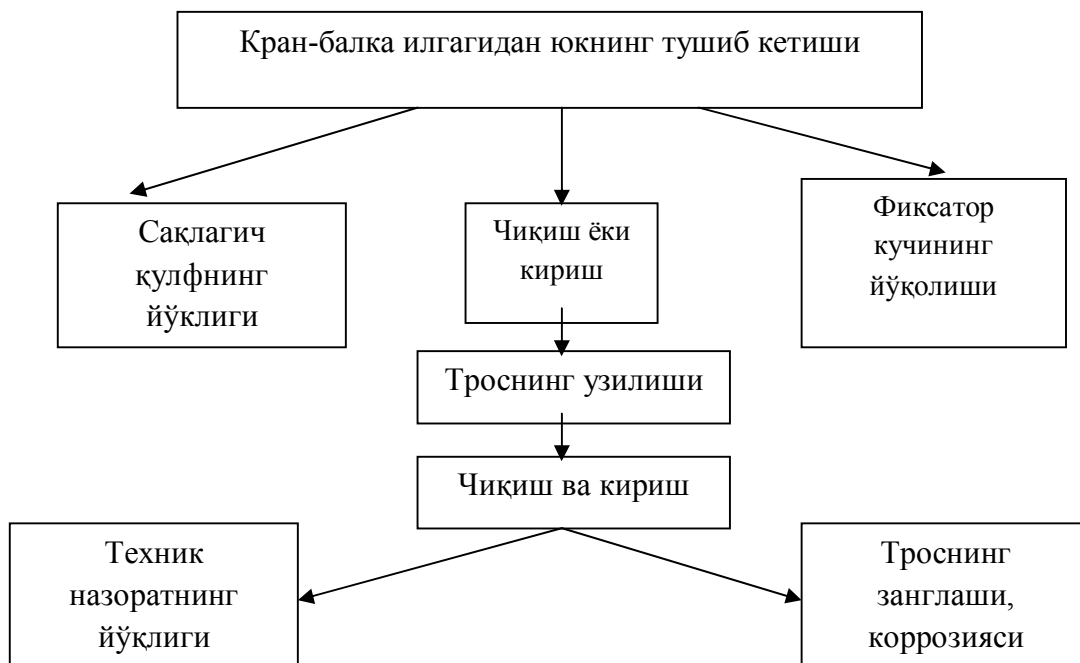 Кран-балка илгагидан юкнинг тушиб кетиши
Сақлагич
қулфнинг
йўклиги
Чиқиш ёки
кириш
Фиксатор
кучининг
йўқолиши
Троснинг узилиши
Чиқиш ва кириш
Техник
назоратнинг
йўқлиги
Троснинг
занглаши,
коррозияси